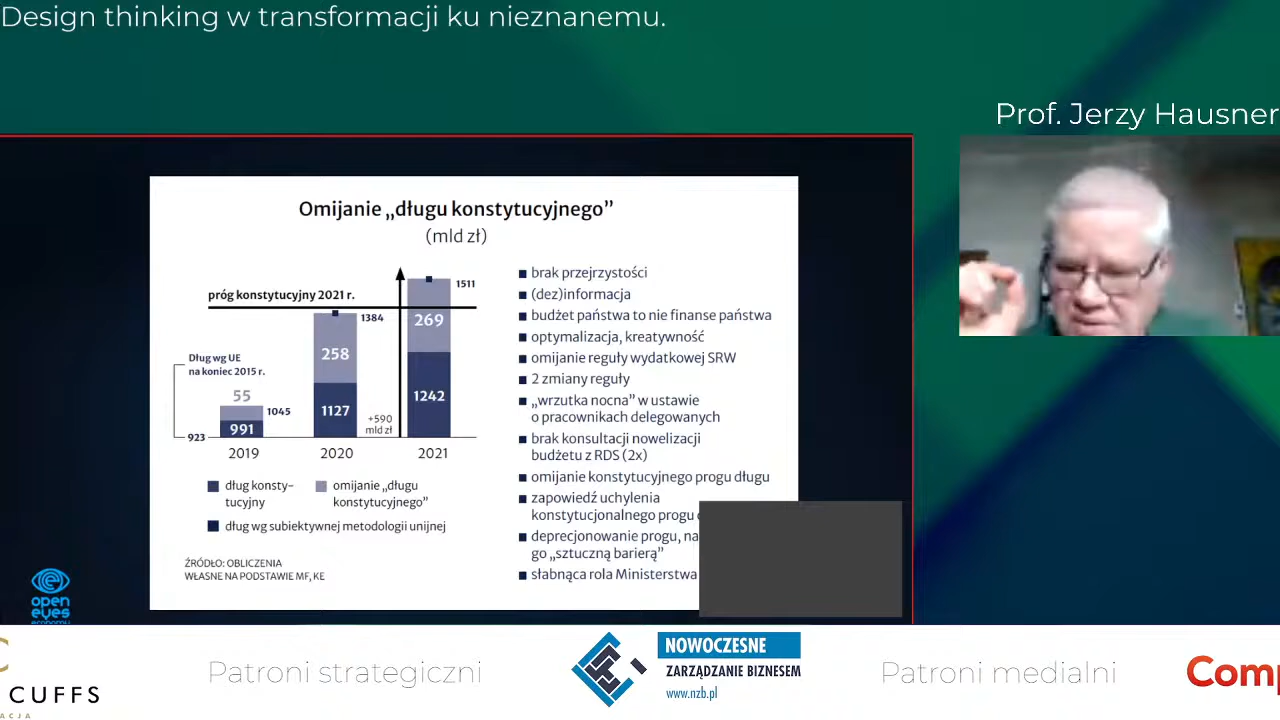 Design thinking w transformacji ku nieznanemu.
Prof. Jerzy Hausner
Omijanie „długu konstytucyjnego”
(mld zł)
próg konstytucyjny 2021 r.
Dług wg UE
na koniec 2015 r.
923
55
991
1045
2019
258
1127
1384
2020
+590
mld zł
269
1242
1511
2021
dług konsty-
tucyjny
omijanie „długu
konstytucyjnego”
dług wg subiektywnej metodologii unijnej
ŹRÓDŁO: OBLICZENIA
WŁASNE NA PODSTAWIE MF, KE
brak przejrzystości
(dez)informacja
budżet państwa to nie finanse państwa
optymalizacja, kreatywność
omijanie reguły wydatkowej SRW
2 zmiany reguły
„wrzutka nocna” w ustawie
o pracownikach delegowanych
brak konsultacji nowelizacji
budżetu z RDS (2x)
omijanie konstytucyjnego progu długu
zapowiedź uchylenia
konstytucjonalnego progu
deprecjonowanie progu, na
go „sztuczną barierą”
słabnąca rola Ministerstwa
open
eyes
economy
CUFFS
ACJA
Patroni strategiczni
NOWOCZESNE
ZARZĄDZANIE BIZNESEM
www.nzb.pl
Patroni medialni
Comp